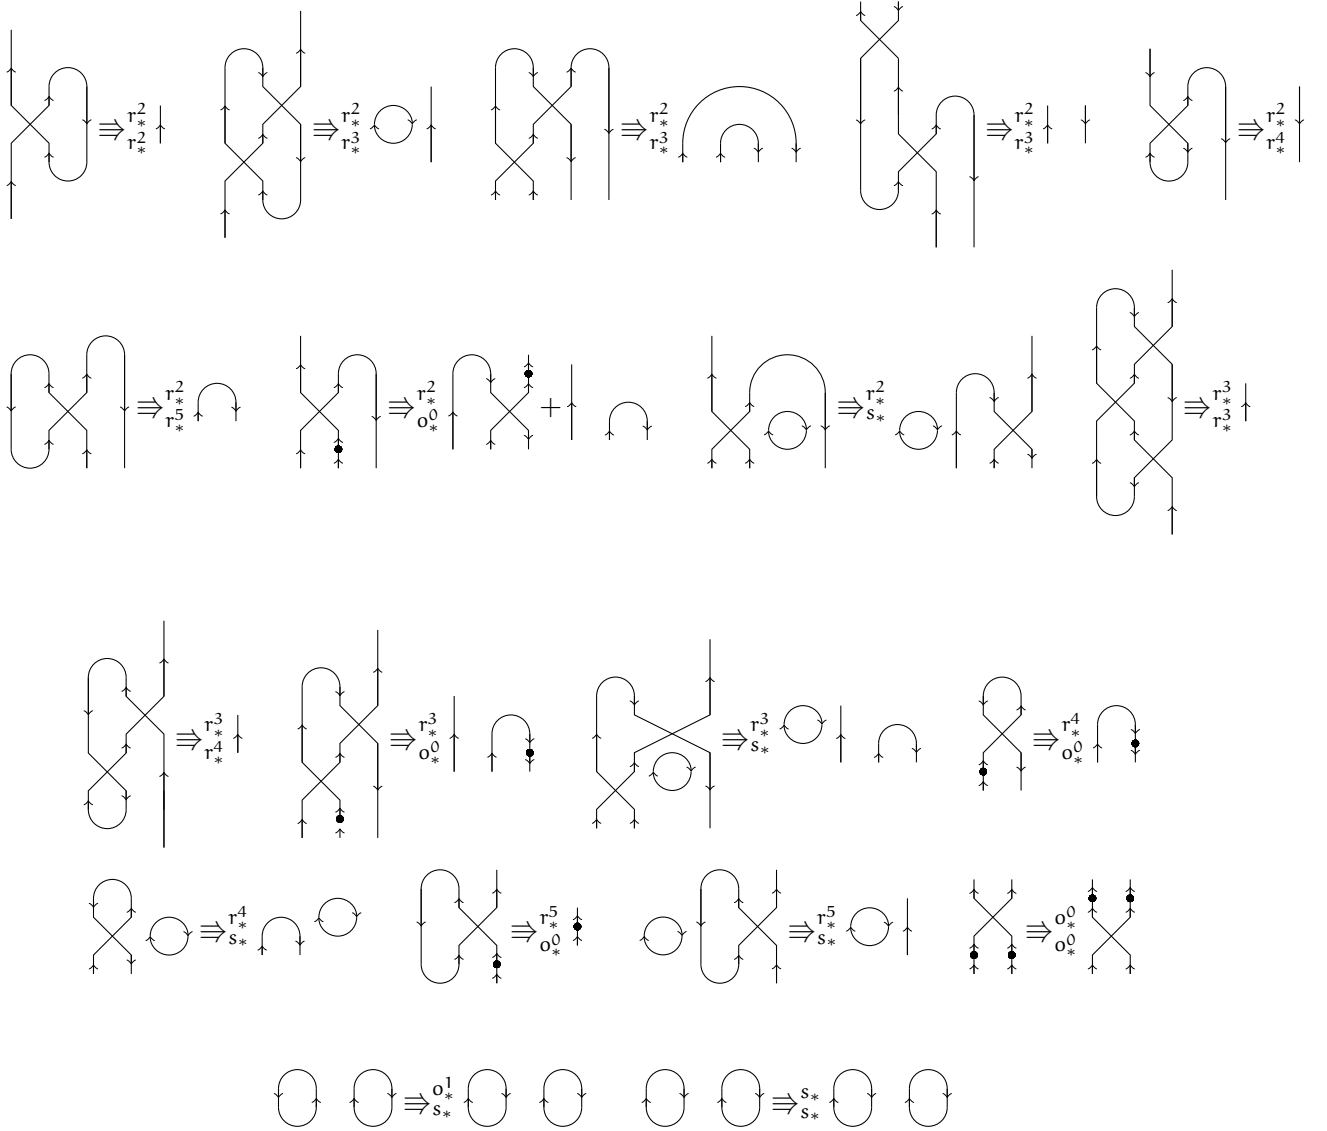 ⇛ r²∗ r²∗ ⇛ r²∗ r³∗ ⇛ r²∗ r³∗ ⇛ r²∗ r³∗ ⇛ r²∗ r⁴∗
⇛ r²∗ r⁵∗ ⇛ r²∗ o⁰∗ + ⇛ r²∗ s∗ ⇛ r³∗ r³∗
⇛ r³∗ r⁴∗ ⇛ r³∗ o⁰∗ ⇛ r³∗ s∗ ⇛ r⁴∗ o⁰∗
⇛ r⁴∗ s∗ ⇛ r⁵∗ o⁰∗ ⇛ r⁵∗ s∗ ⇛ o⁰∗ o⁰∗
⇛ o¹∗ s∗ ⇛ s∗ s∗